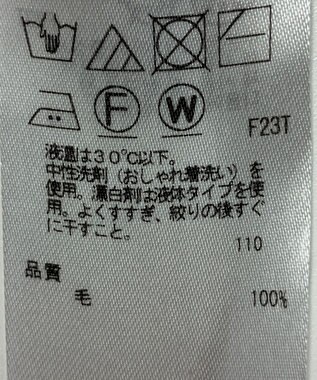 F W
F23T
液温は30℃以下。
中性洗剤（おしゃれ着洗い）を
使用。漂白剤は液体タイプを使
用。よくすすぎ、絞りの後すぐ
に干すこと。
110
品質
毛 100%